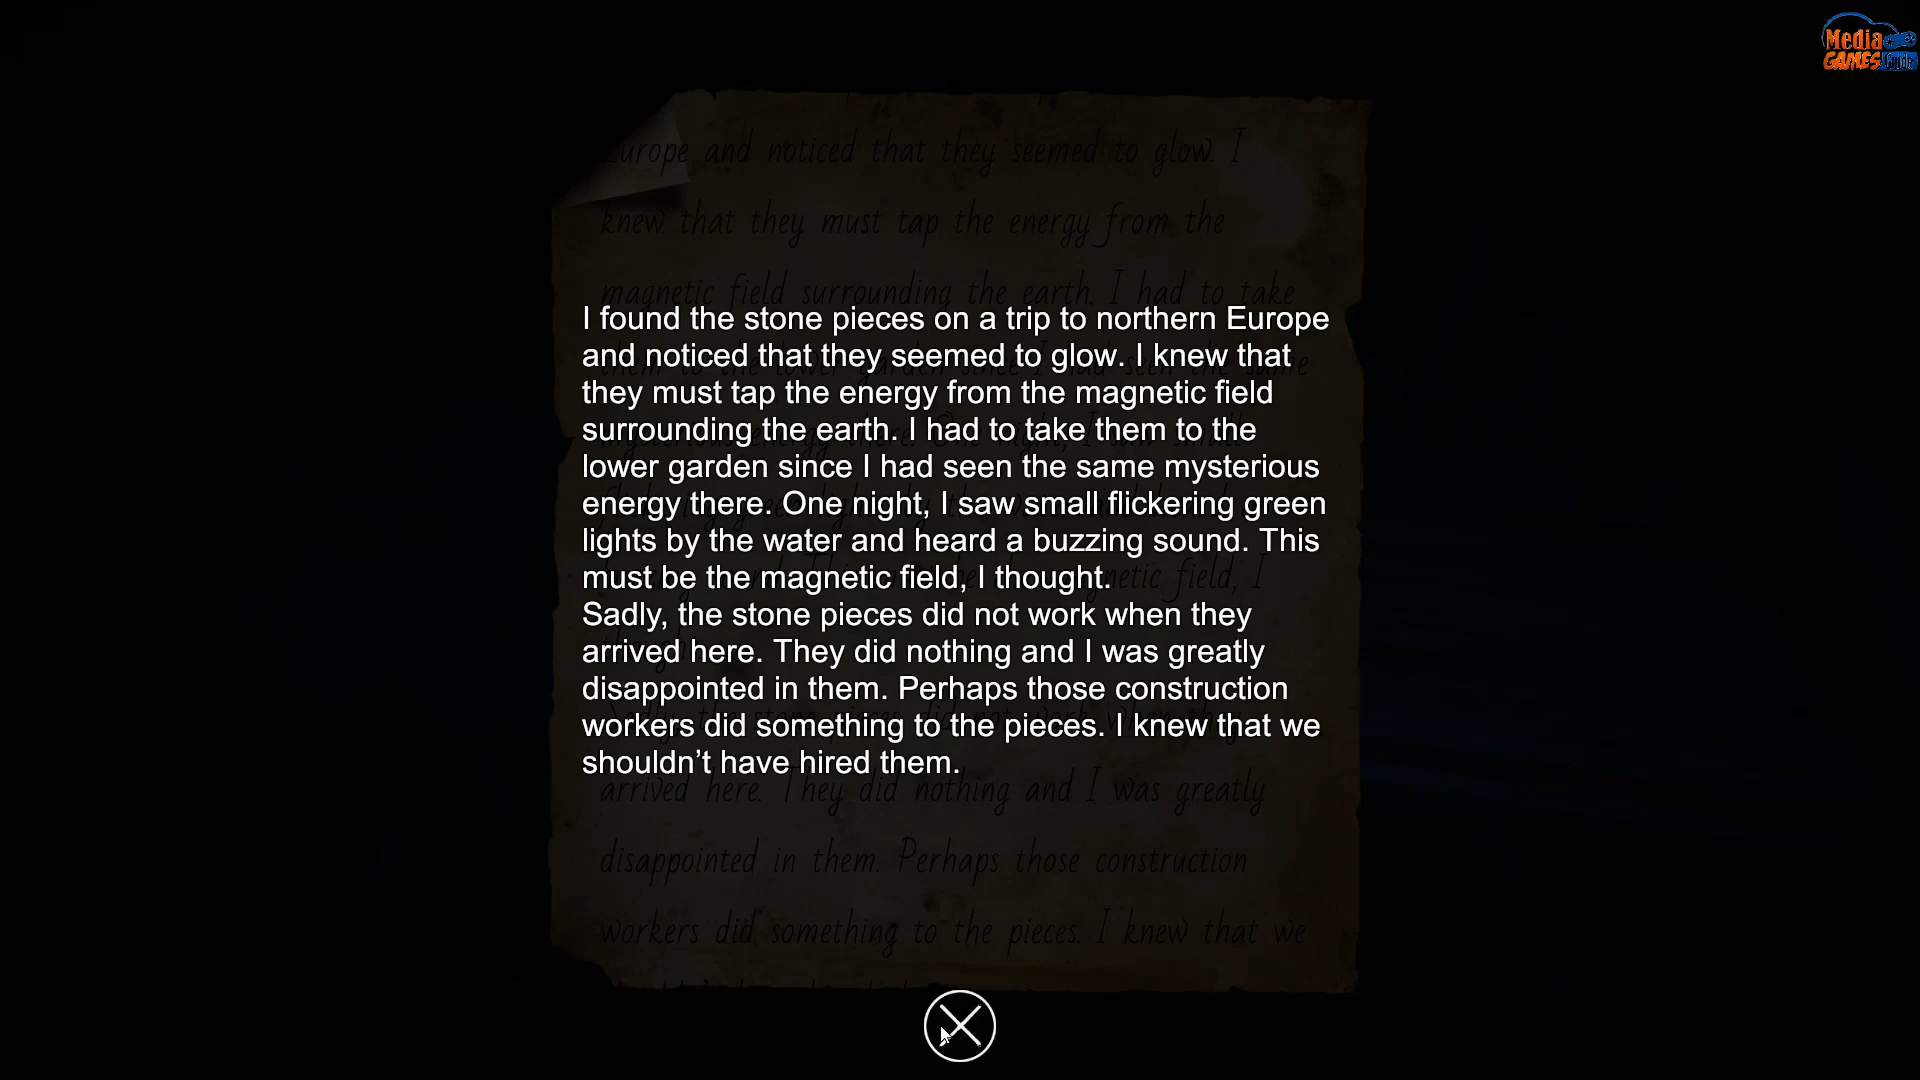 Media
GAMES Guide
Europe and noticed that they seemed to glow. I
knew that they must tap the energy from the
magnetic field surrounding the earth. I had to take
I found the stone pieces on a trip to northern Europe
and noticed that they seemed to glow. I knew that
they must tap the energy from the magnetic field
surrounding the earth. I had to take them to the
lower garden since I had seen the same mysterious
energy there. One night, I saw small flickering green
lights by the water and heard a buzzing sound. This
must be the magnetic field, I thought.
Sadly, the stone pieces did not work when they
arrived here. They did nothing and I was greatly
disappointed in them. Perhaps those construction
workers did something to the pieces. I knew that we
shouldn’t have hired them.
arrived here. They did nothing and I was greatly
disappointed in them. Perhaps those construction
workers did something to the pieces. I knew that we